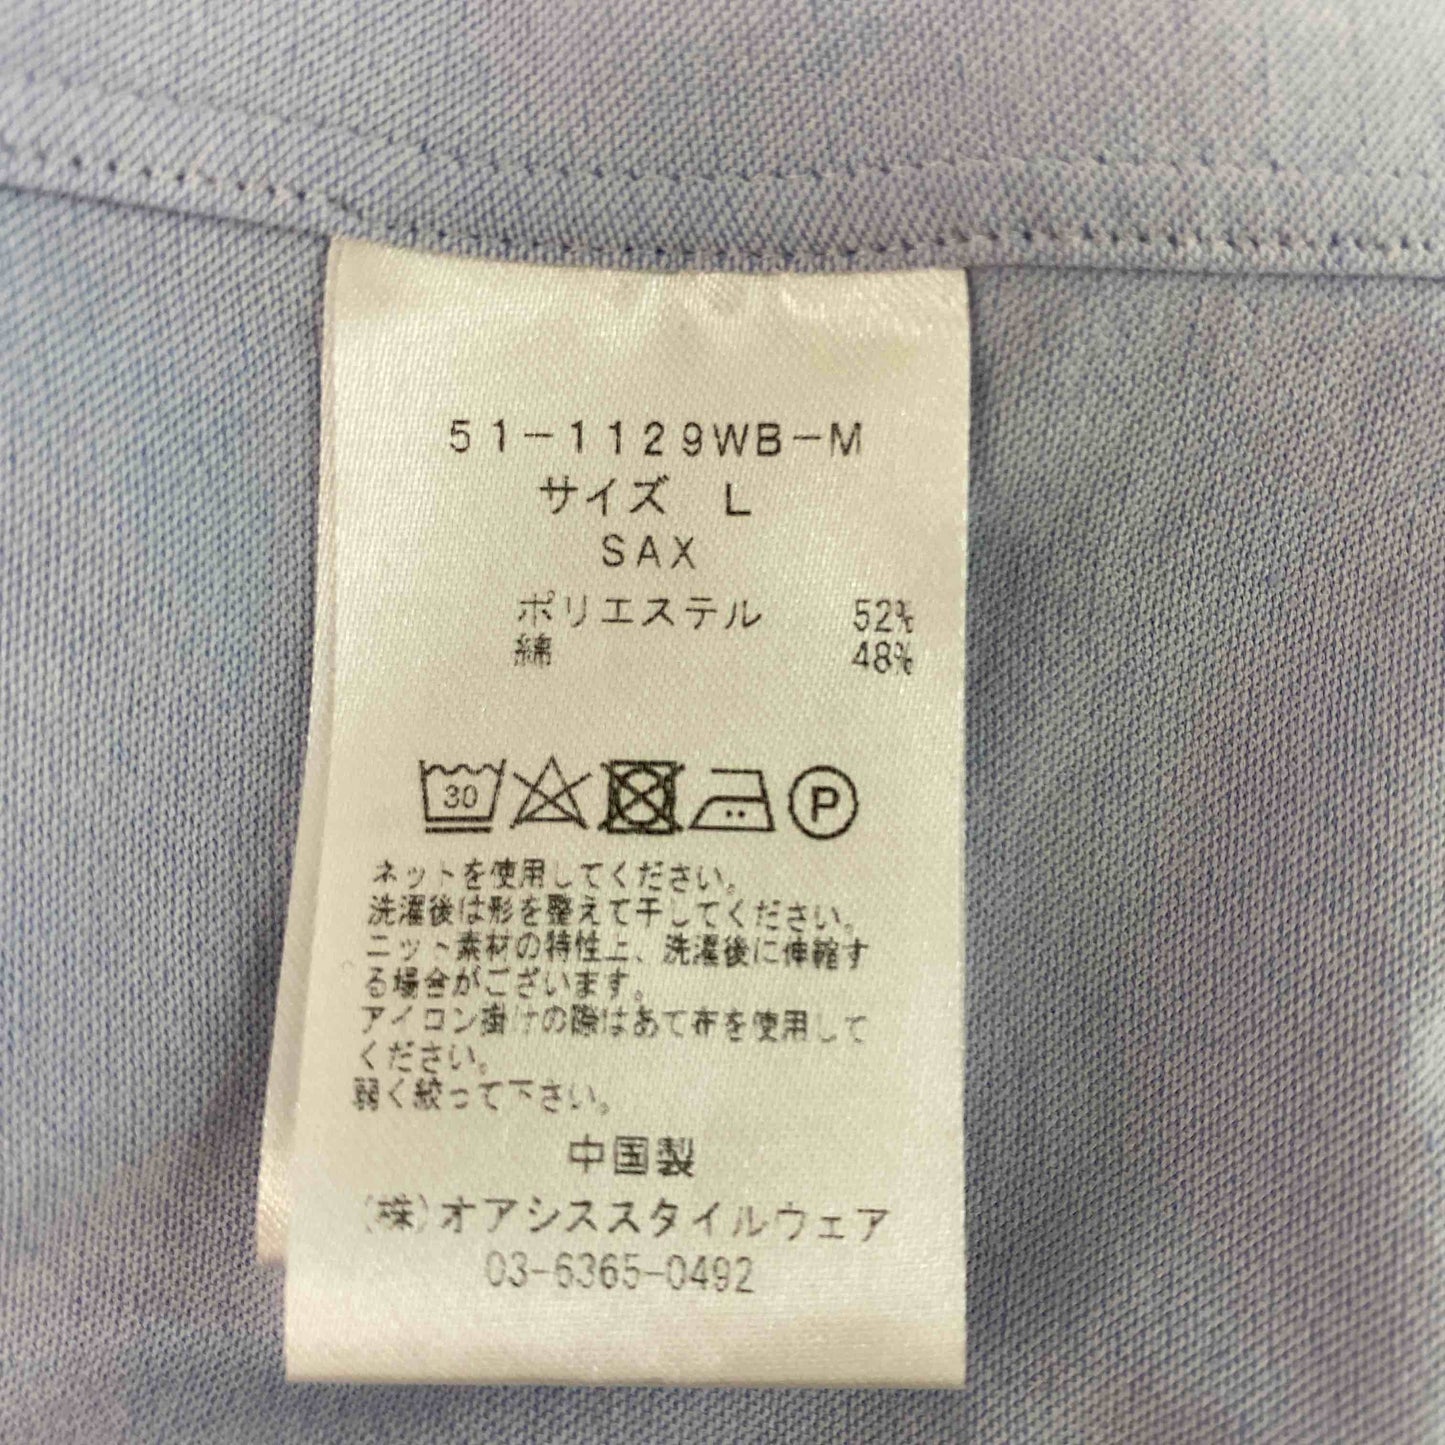 51-1129WB-M
サイズ L
SAX
ポリエステル 52%
綿 48%
30 P
ネットを使用してください。
洗濯後は形を整えて干してください。
ニット素材の特性上、洗濯後に伸縮す
る場合がございます。
アイロン掛けの際はあて布を使用して
ください。
弱く絞って下さい。
中国製
(株)オアシススタイルウェア
03-6365-0492